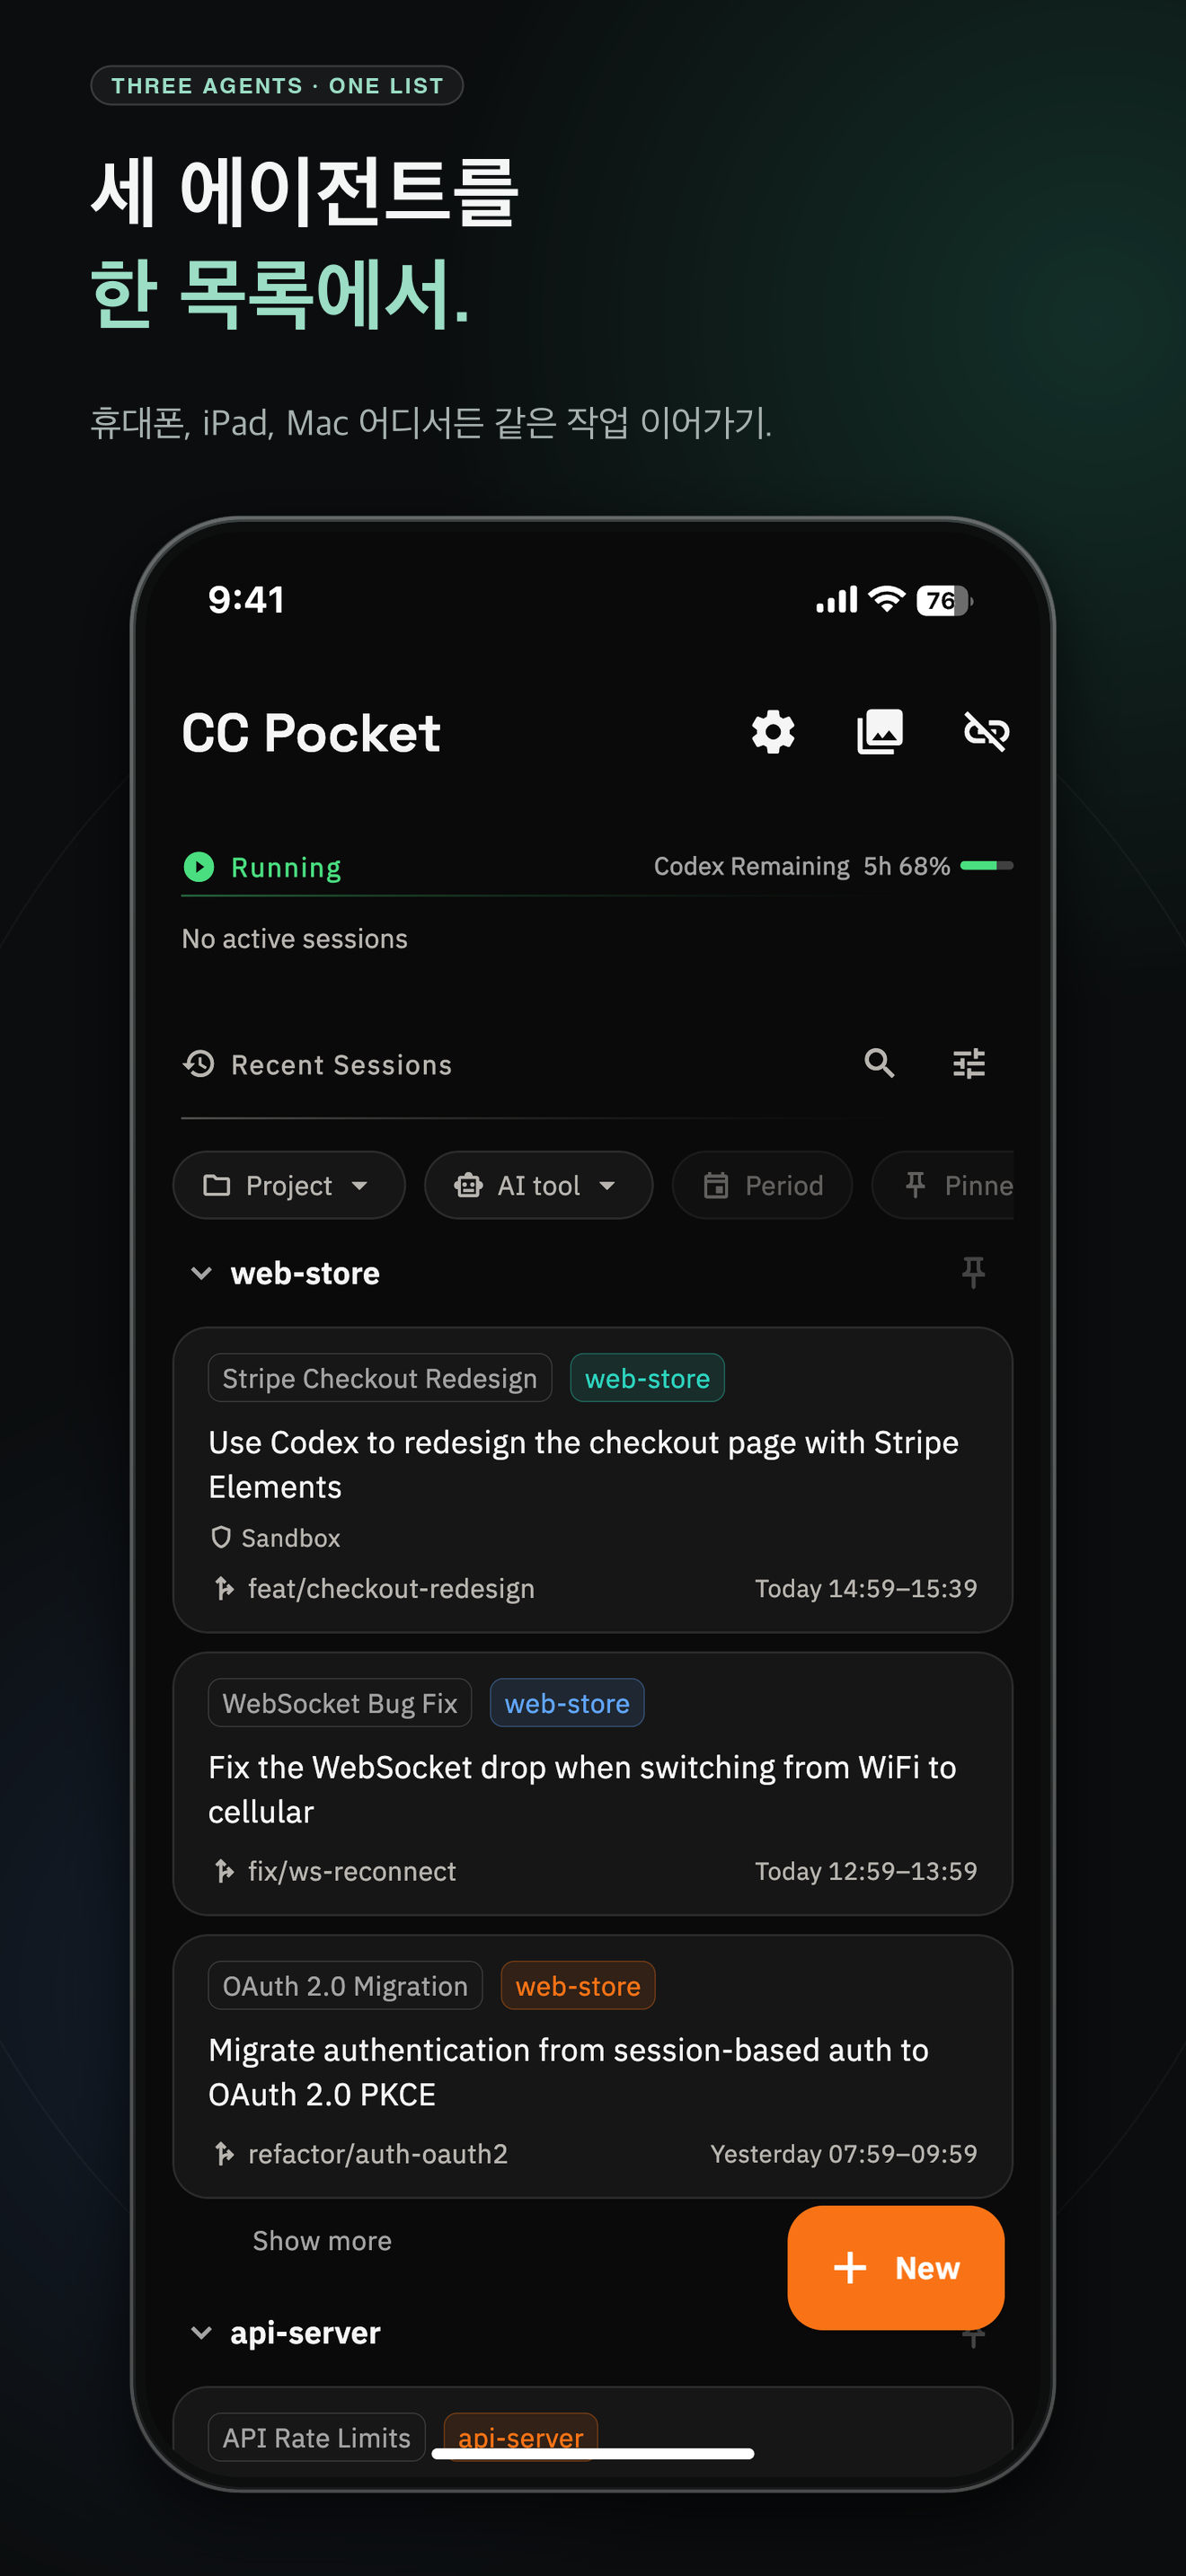 THREE AGENTS · ONE LIST
세 에이전트를
한 목록에서.
휴대폰, iPad, Mac 어디서든 같은 작업 이어가기.
9:41
76
CC Pocket
Running
Codex Remaining 5h 68%
No active sessions
Recent Sessions
Project
AI tool
Period
Pinne
web-store
Stripe Checkout Redesign
web-store
Use Codex to redesign the checkout page with Stripe
Elements
Sandbox
feat/checkout-redesign
Today 14:59–15:39
WebSocket Bug Fix
web-store
Fix the WebSocket drop when switching from WiFi to
cellular
fix/ws-reconnect
Today 12:59–13:59
OAuth 2.0 Migration
web-store
Migrate authentication from session-based auth to
OAuth 2.0 PKCE
refactor/auth-oauth2
Yesterday 07:59–09:59
Show more
New
api-server
API Rate Limits
api-server